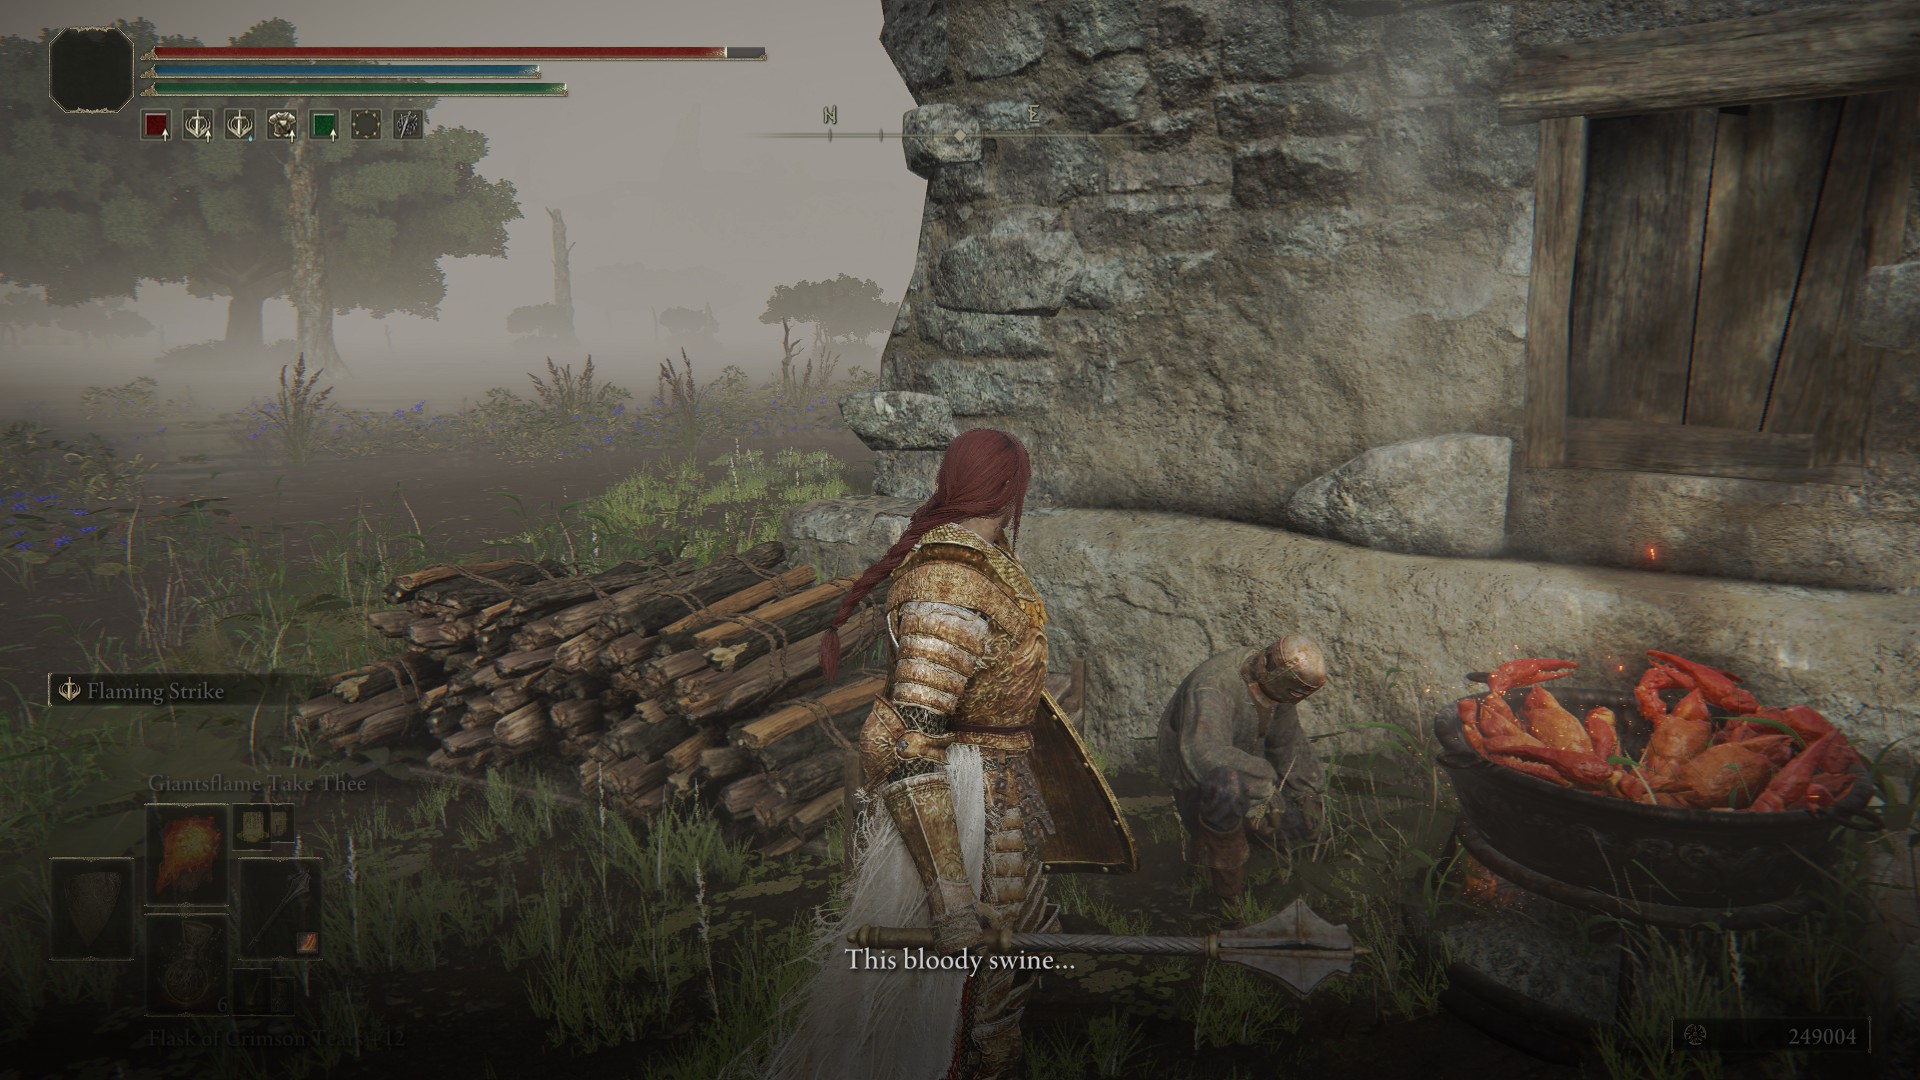 N
E
Flaming Strike
Giantsflame Take Thee
6
This bloody swine...
Flask of Crimson Tears +12
249004